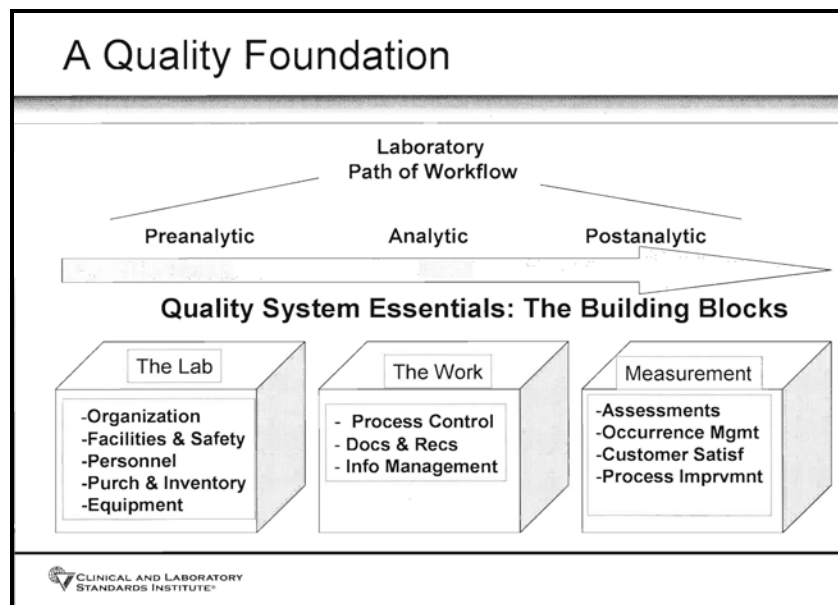 A Quality Foundation
Laboratory
Path of Workflow
Preanalytic Analytic Postanalytic
Quality System Essentials: The Building Blocks
The Lab
-Organization
-Facilities & Safety
-Personnel
-Purch & Inventory
-Equipment
The Work
- Process Control
- Docs & Recs
- Info Management
Measurement
-Assessments
-Occurrence Mgmt
-Customer Satisf
-Process Imprvmnt
CLINICAL AND LABORATORY
STANDARDS INSTITUTE®